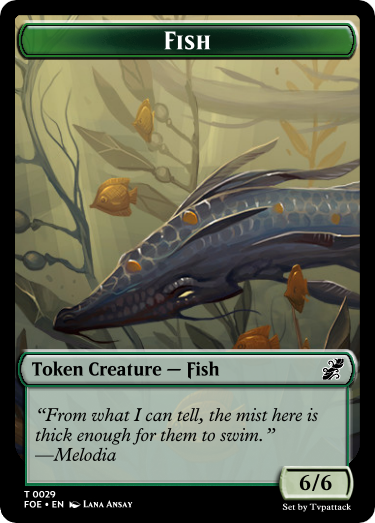 Fish
Token Creature — Fish
“From what I can tell, the mist here is
thick enough for them to swim.”
—Melodia
6/6
T 0029
FOE • EN Lana Ansay
Set by Tvpattack